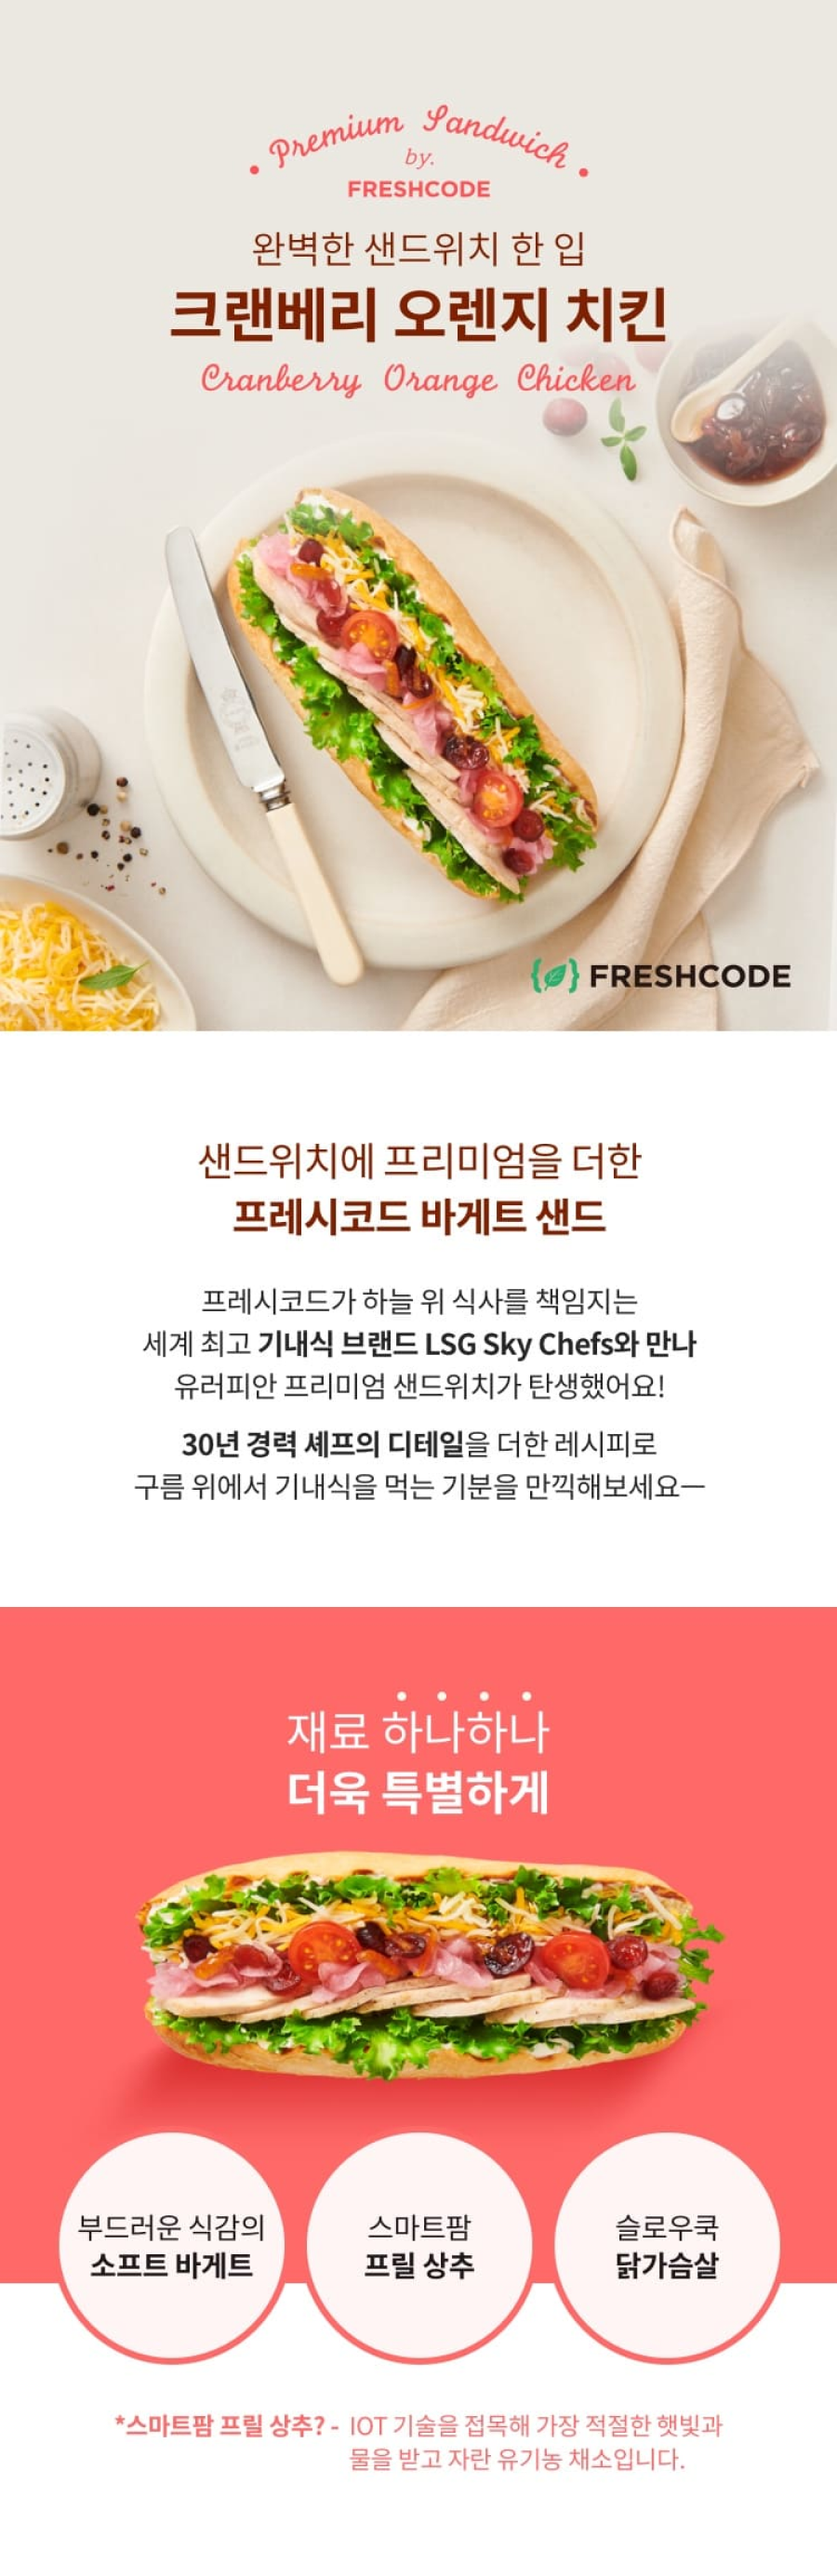 Premium Sandwich
by.
FRESHCODE
완벽한 샌드위치 한 입
크랜베리 오렌지 치킨
Cranberry Orange Chicken
FRESHCODE
샌드위치에 프리미엄을 더한
프레시코드 바게트 샌드
프레시코드가 하늘 위 식사를 책임지는
세계 최고 기내식 브랜드 LSG Sky Chefs와 만나
유러피안 프리미엄 샌드위치가 탄생했어요!
30년 경력 셰프의 디테일을 더한 레시피로
구름 위에서 기내식을 먹는 기분을 만끽해보세요—
재료 하나하나
더욱 특별하게
부드러운 식감의
소프트 바게트
스마트팜
프릴 상추
슬로우쿡
닭가슴살
*스마트팜 프릴 상추? - IOT 기술을 접목해 가장 적절한 햇빛과
물을 받고 자란 유기농 채소입니다.